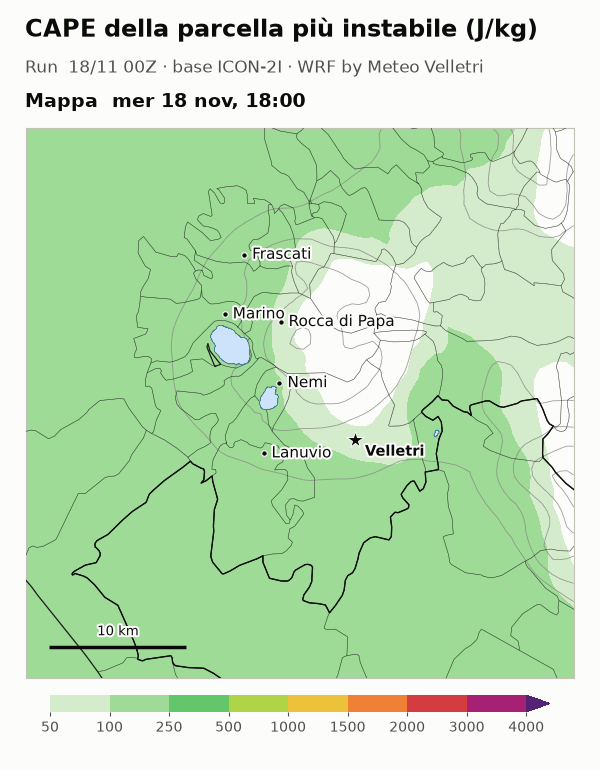 CAPE della parcella più instabile (J/kg)
Run  18/11 00Z · base ICON-2I · WRF by Meteo Velletri
Mappa  mer 18 nov, 18:00
Frascati
Marino
Rocca di Papa
Nemi
Lanuvio
Velletri
10 km
50 100 250 500 1000 1500 2000 3000 4000